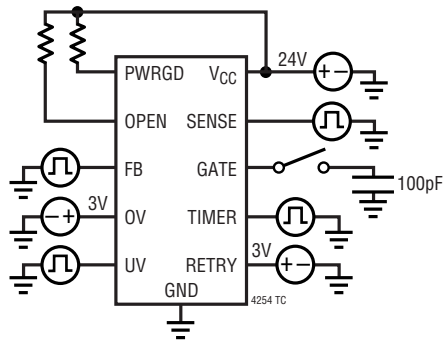 PWRGD
V_CC
24V
+ −
OPEN
SENSE
FB
GATE
100pF
− +
3V
OV
TIMER
UV
RETRY
3V
+ −
GND
4254 TC